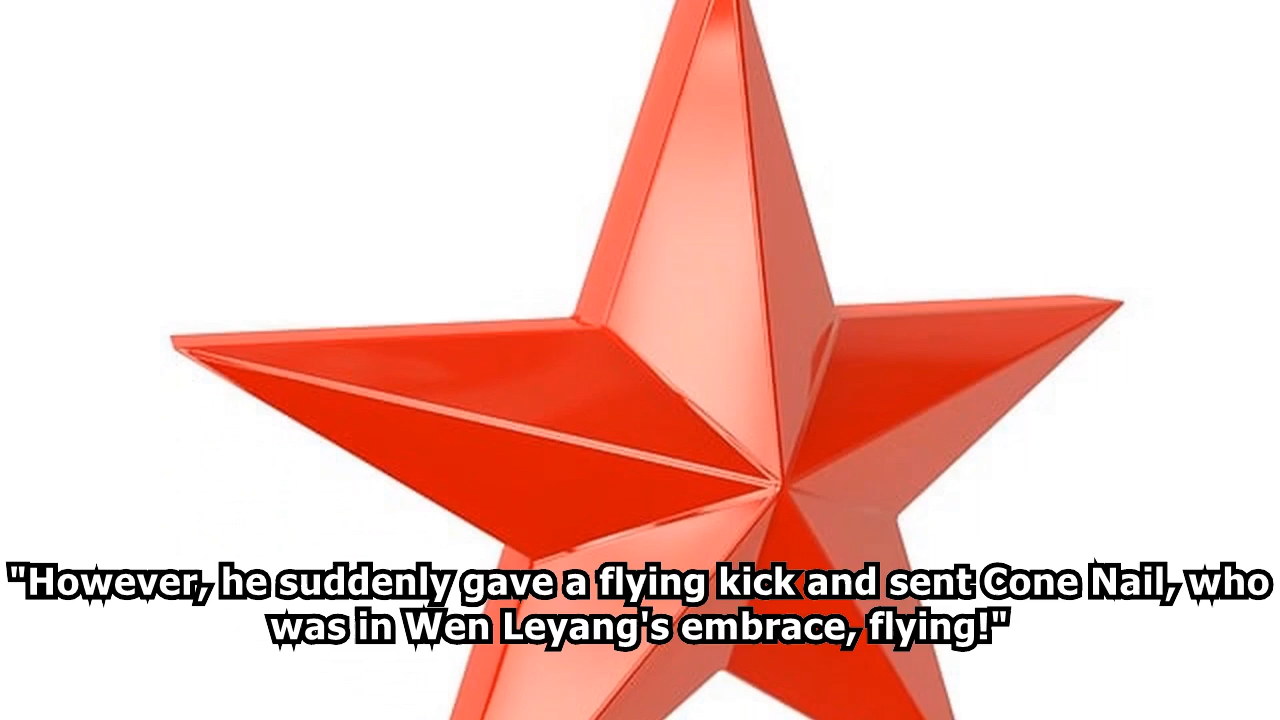 "However, he suddenly gave a flying kick and sent Cone Nail, who
was in Wen Leyang's embrace, flying!"